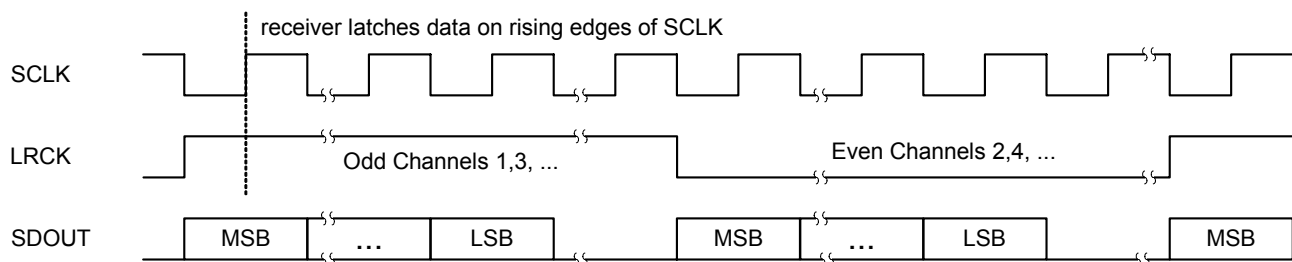 receiver latches data on rising edges of SCLK
SCLK
LRCK
Odd Channels 1,3, ...
Even Channels 2,4, ...
SDOUT
MSB
...
LSB
MSB
...
LSB
MSB